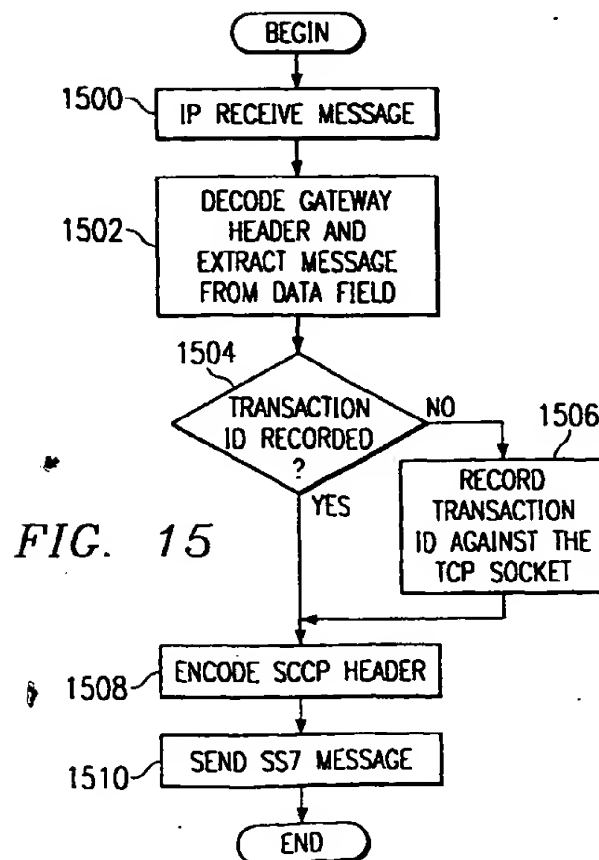 BEGIN
1500
IP RECEIVE MESSAGE
1502
DECODE GATEWAY
HEADER AND
EXTRACT MESSAGE
FROM DATA FIELD
1504
TRANSACTION
ID RECORDED
?
NO
YES
1506
RECORD
TRANSACTION
ID AGAINST THE
TCP SOCKET
FIG. 15
1508
ENCODE SCCP HEADER
1510
SEND SS7 MESSAGE
END